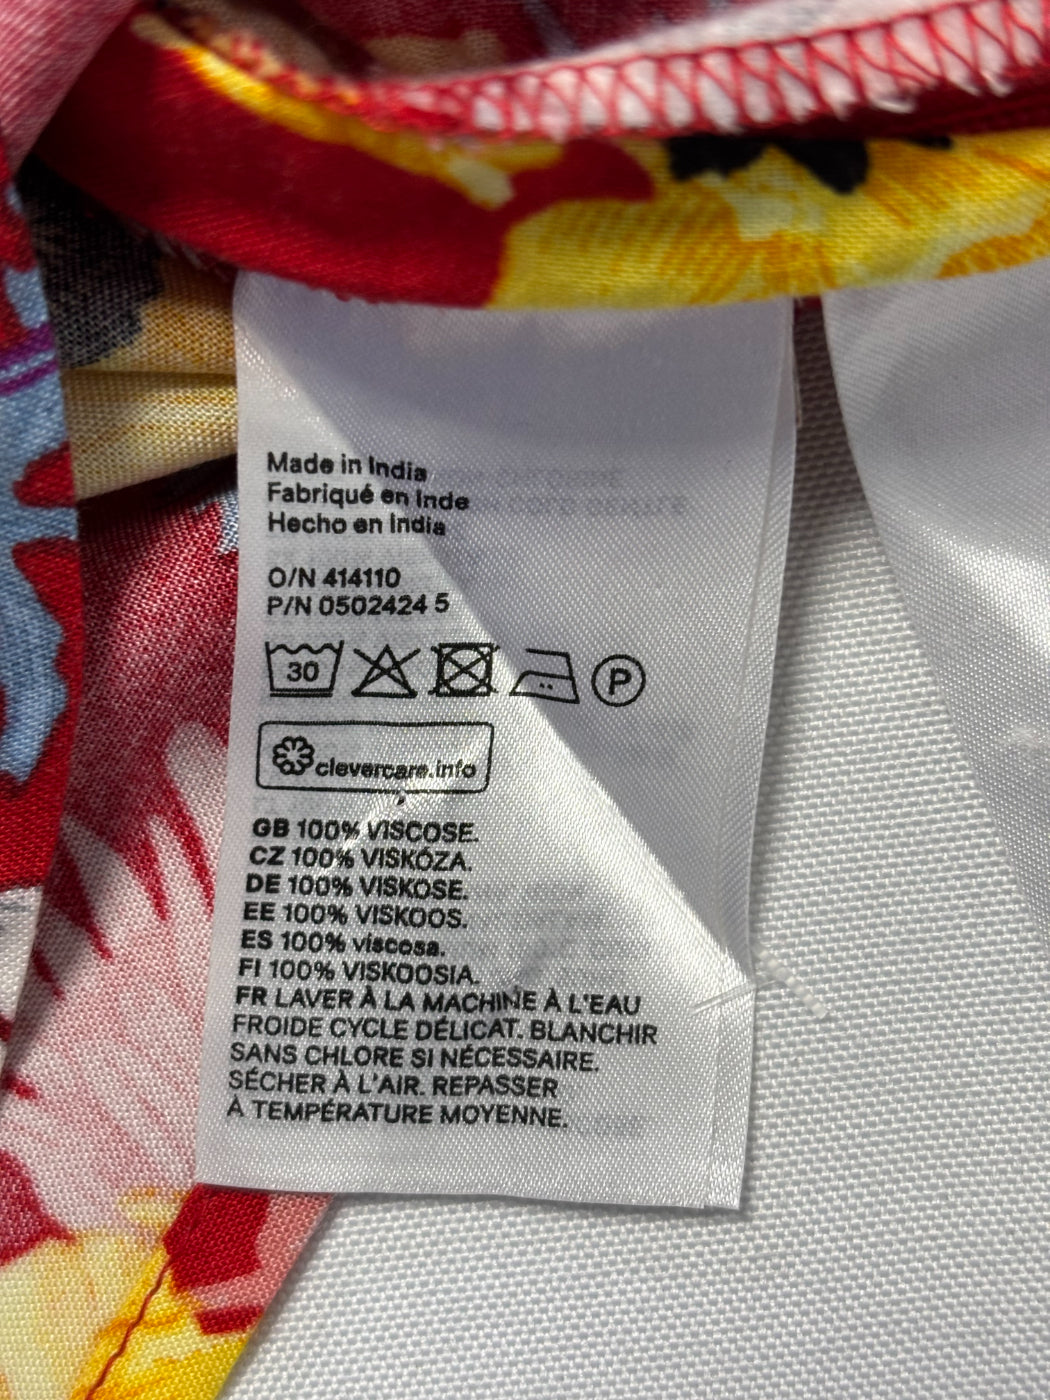 Made in India
Fabriqué en Inde
Hecho en India
O/N 414110
P/N 0502424 5
30
P
clevercare.info
GB 100% VISCOSE.
CZ 100% VISKÓZA.
DE 100% VISKOSE.
EE 100% VISKOOS.
ES 100% viscosa.
FI 100% VISKOOSIA.
FR LAVER À LA MACHINE À L'EAU
FROIDE CYCLE DÉLICAT. BLANCHIR
SANS CHLORE SI NÉCESSAIRE.
SÉCHER À L'AIR. REPASSER
À TEMPÉRATURE MOYENNE.